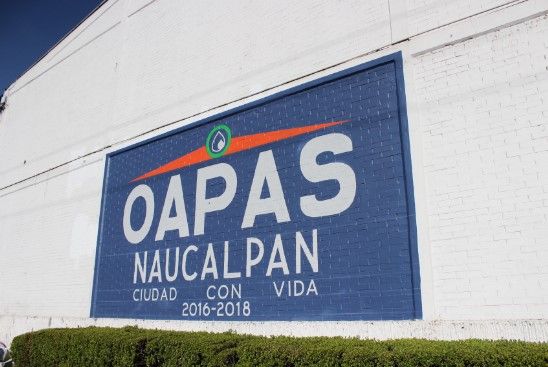 OAPAS
NAUCALPAN
CIUDAD CON VIDA
2016-2018